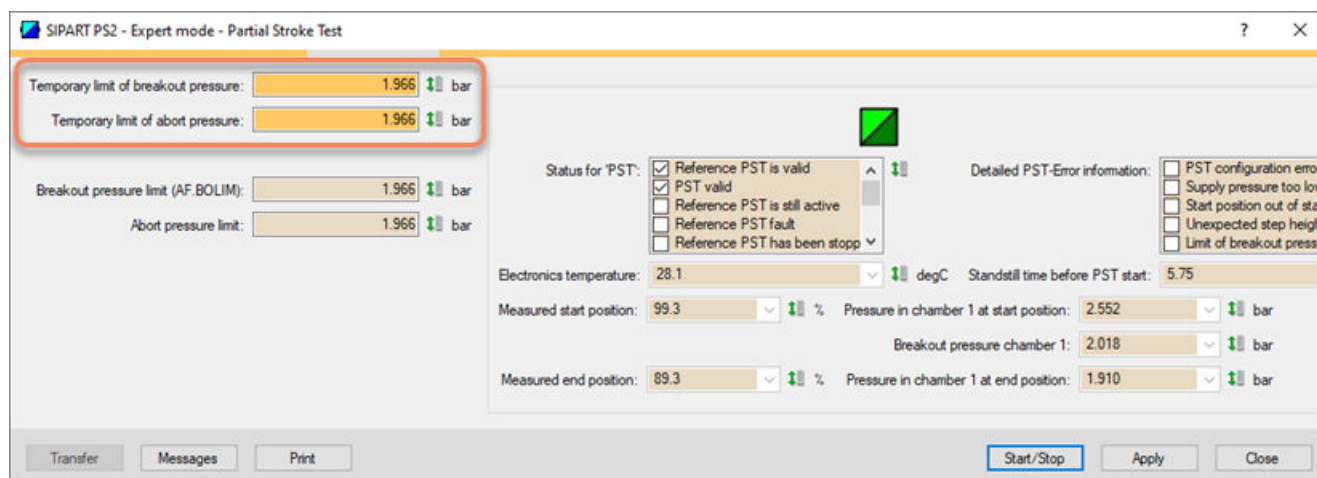 SIPART PS2 - Expert mode - Partial Stroke Test
Temporary limit of breakout pressure: 1.966 bar
Temporary limit of abort pressure: 1.966 bar
Breakout pressure limit (AF.BOLIM): 1.966 bar
Abort pressure limit: 1.966 bar
Status for 'PST':
Reference PST is valid
PST valid
Reference PST is still active
Reference PST fault
Reference PST has been stopp
Detailed PST-Error information:
PST configuration erro
Supply pressure too lo
Start position out of sta
Unexpected step heigh
Limit of breakout press
Electronics temperature: 28.1 degC Standstill time before PST start: 5.75
Measured start position: 99.3 % Pressure in chamber 1 at start position: 2.552 bar
Breakout pressure chamber 1: 2.018 bar
Measured end position: 89.3 % Pressure in chamber 1 at end position: 1.910 bar
Transfer Messages Print Start/Stop Apply Close